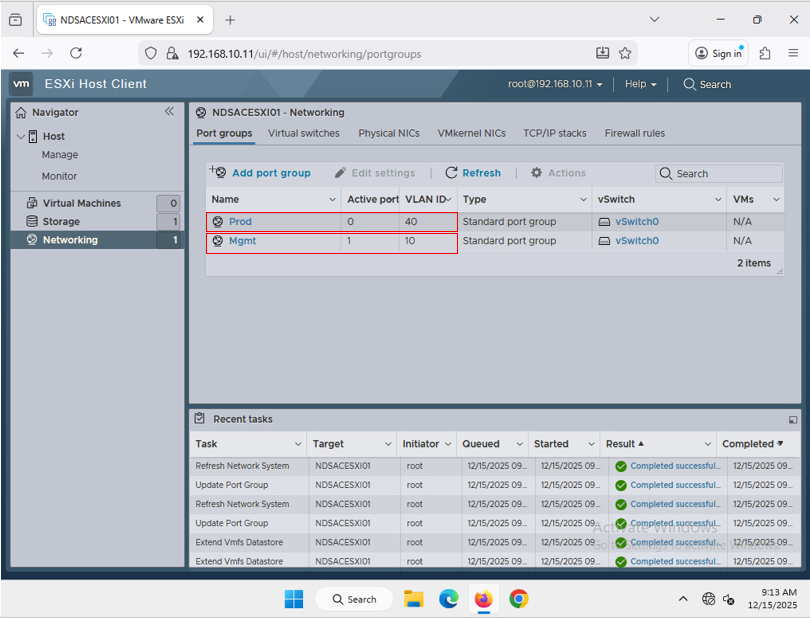 NDSACESXI01 - VMware ESXi
192.168.10.11/ui/#/host/networking/portgroups
Sign in
vm ESXi Host Client root@192.168.10.11 Help Search
Navigator
Host
Manage
Monitor
Virtual Machines 0
Storage 1
Networking 1
NDSACESXI01 - Networking
Port groups Virtual switches Physical NICs VMkernel NICs TCP/IP stacks Firewall rules
Add port group Edit settings Refresh Actions Search
Name Active port VLAN ID Type vSwitch VMs
Prod 0 40 Standard port group vSwitch0 N/A
Mgmt 1 10 Standard port group vSwitch0 N/A
2 items
Recent tasks
Task Target Initiator Queued Started Result Completed
Refresh Network System NDSACESXI01 root 12/15/2025 09... 12/15/2025 09... Completed successful... 12/15/2025 09...
Update Port Group NDSACESXI01 root 12/15/2025 09... 12/15/2025 09... Completed successful... 12/15/2025 09...
Refresh Network System NDSACESXI01 root 12/15/2025 09... 12/15/2025 09... Completed successful... 12/15/2025 09...
Update Port Group NDSACESXI01 root 12/15/2025 09... 12/15/2025 09... Completed successful... 12/15/2025 09...
Extend Vmfs Datastore NDSACESXI01 root 12/15/2025 09... 12/15/2025 09... Completed successful... 12/15/2025 09...
Extend Vmfs Datastore NDSACESXI01 root 12/15/2025 09... 12/15/2025 09... Completed successful... 12/15/2025 09...
Activate Windows
Go to Settings to activate Windows.
Search
9:13 AM
12/15/2025